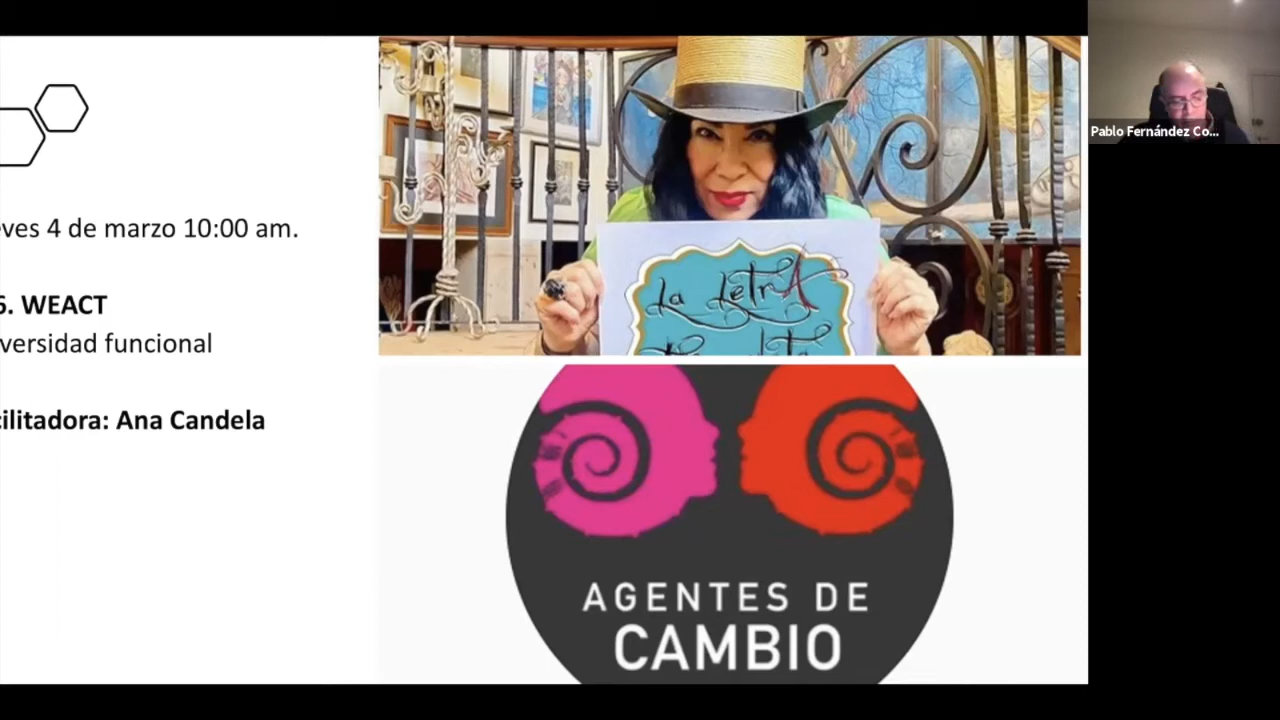 eves 4 de marzo 10:00 am.
6. WEACT
versidad funcional
cilitadora: Ana Candela
La LetrA
AGENTES DE
CAMBIO
Pablo Fernández Co...